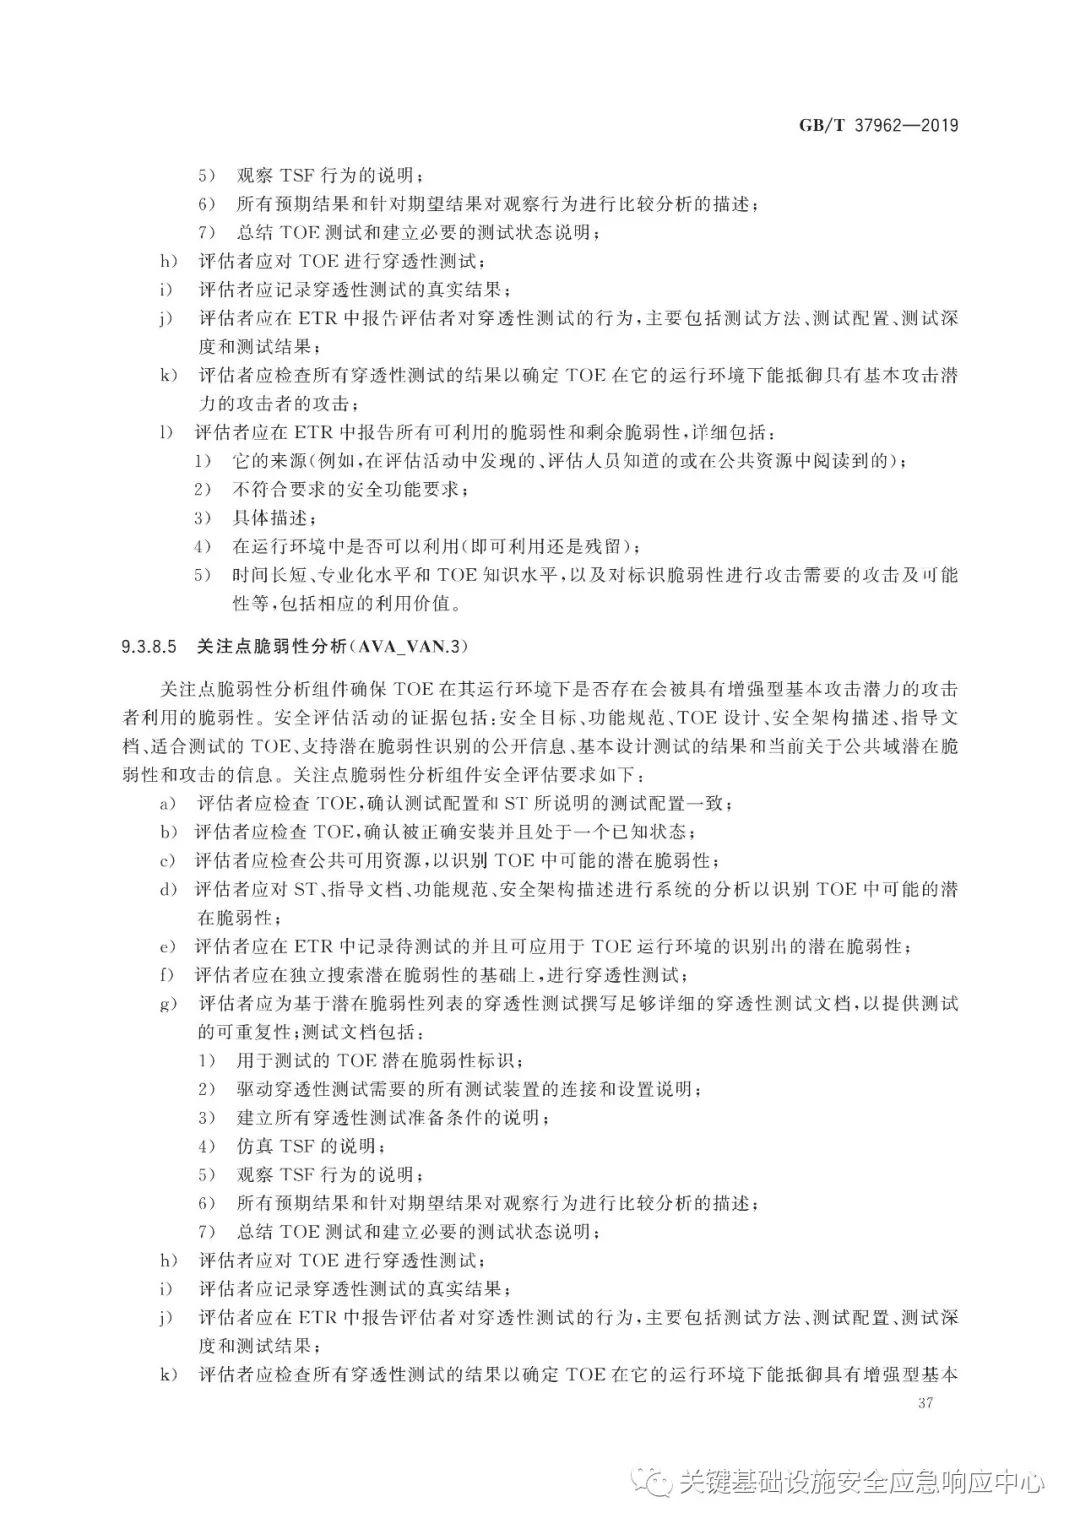 GB/T 37962—2019
5） 观察 TSF 行为的说明；
6） 所有预期结果和针对期望结果对观察行为进行比较分析的描述；
7） 总结 TOE 测试和建立必要的测试状态说明；
h） 评估者应对 TOE 进行穿透性测试；
i） 评估者应记录穿透性测试的真实结果；
j） 评估者应在 ETR 中报告评估者对穿透性测试的行为，主要包括测试方法、测试配置、测试深
度和测试结果；
k） 评估者应检查所有穿透性测试的结果以确定 TOE 在它的运行环境下能抵御具有基本攻击潜
力的攻击者的攻击；
l） 评估者应在 ETR 中报告所有可利用的脆弱性和剩余脆弱性，详细包括：
1） 它的来源（例如，在评估活动中发现的、评估人员知道的或在公共资源中阅读到的）；
2） 不符合要求的安全功能要求；
3） 具体描述；
4） 在运行环境中是否可以利用（即可利用还是残留）；
5） 时间长短、专业化水平和 TOE 知识水平，以及对标识脆弱性进行攻击需要的攻击及可能
性等，包括相应的利用价值。
9.3.8.5 关注点脆弱性分析（AVA_VAN.3）
关注点脆弱性分析组件确保 TOE 在其运行环境下是否存在会被具有增强型基本攻击潜力的攻击
者利用的脆弱性。安全评估活动的证据包括：安全目标、功能规范、TOE 设计、安全架构描述、指导文
档、适合测试的 TOE、支持潜在脆弱性识别的公开信息、基本设计测试的结果和当前关于公共域潜在脆
弱性和攻击的信息。关注点脆弱性分析组件安全评估要求如下：
a） 评估者应检查 TOE，确认测试配置和 ST 所说明的测试配置一致；
b） 评估者应检查 TOE，确认被正确安装并且处于一个已知状态；
c） 评估者应检查公共可用资源，以识别 TOE 中可能的潜在脆弱性；
d） 评估者应对 ST、指导文档、功能规范、安全架构描述进行系统的分析以识别 TOE 中可能的潜
在脆弱性；
e） 评估者应在 ETR 中记录待测试的并且可应用于 TOE 运行环境的识别出的潜在脆弱性；
f） 评估者应在独立搜索潜在脆弱性的基础上，进行穿透性测试；
g） 评估者应为基于潜在脆弱性列表的穿透性测试撰写足够详细的穿透性测试文档，以提供测试
的可重复性；测试文档包括：
1） 用于测试的 TOE 潜在脆弱性标识；
2） 驱动穿透性测试需要的所有测试装置的连接和设置说明；
3） 建立所有穿透性测试准备条件的说明；
4） 仿真 TSF 的说明；
5） 观察 TSF 行为的说明；
6） 所有预期结果和针对期望结果对观察行为进行比较分析的描述；
7） 总结 TOE 测试和建立必要的测试状态说明；
h） 评估者应对 TOE 进行穿透性测试；
i） 评估者应记录穿透性测试的真实结果；
j） 评估者应在 ETR 中报告评估者对穿透性测试的行为，主要包括测试方法、测试配置、测试深
度和测试结果；
k） 评估者应检查所有穿透性测试的结果以确定 TOE 在它的运行环境下能抵御具有增强型基本
37
关键基础设施安全应急响应中心